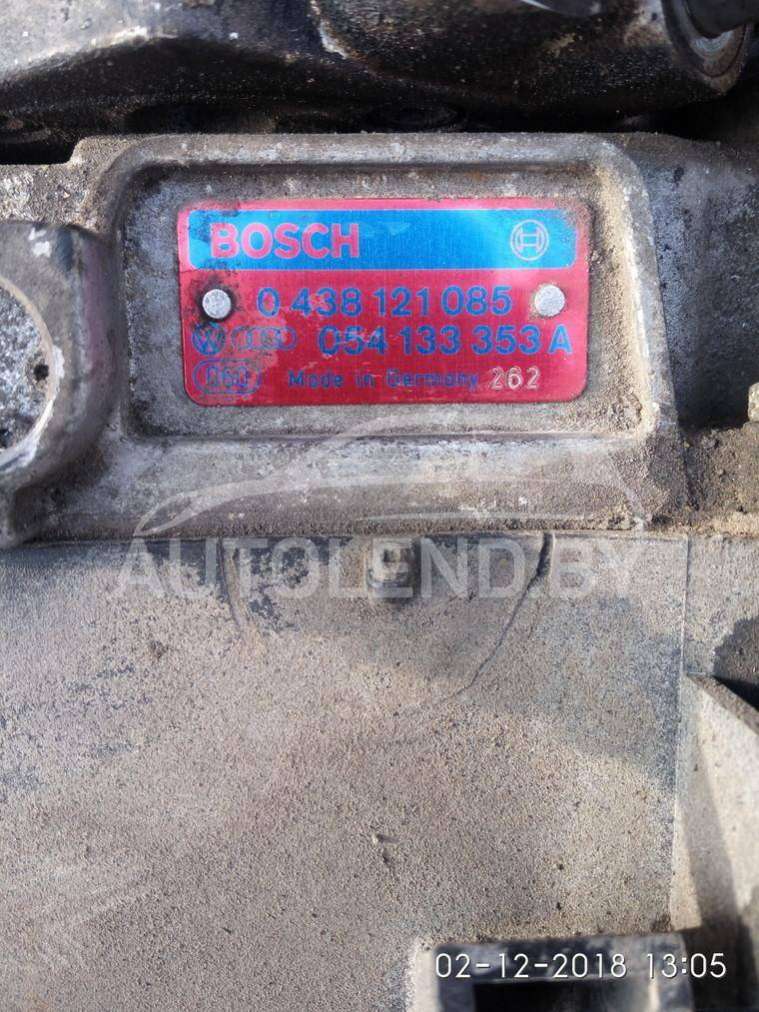 BOSCH
0 438 121 085
054 133 353 A
Made in Germany 262
AUTOLEND.BY
02-12-2018 13:05